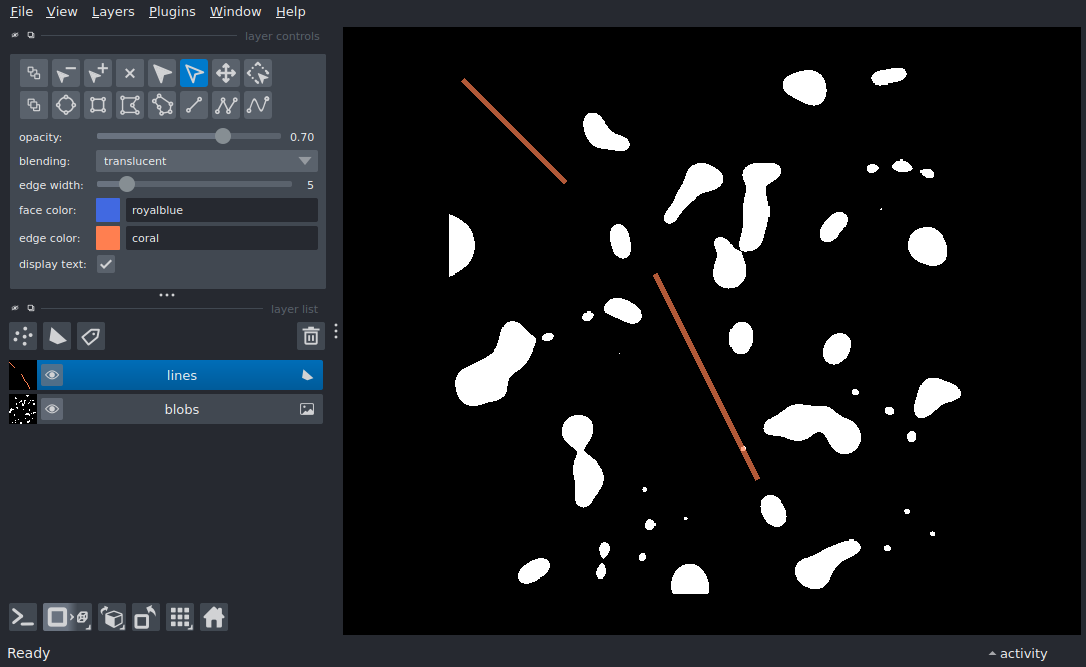 File View Layers Plugins Window Help
layer controls
opacity: 0.70
blending: translucent
edge width: 5
face color: royalblue
edge color: coral
display text:
layer list
lines
blobs
Ready
activity